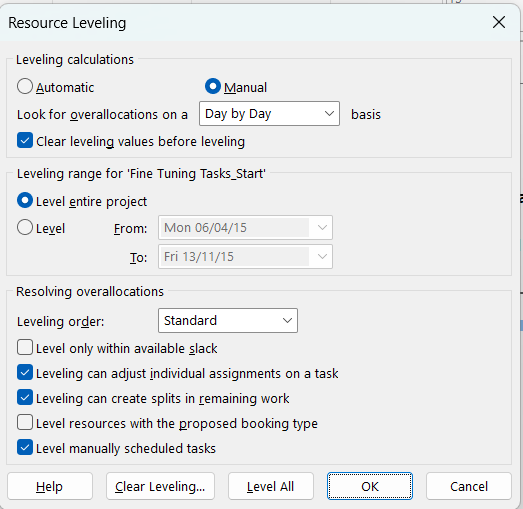 Resource Leveling
Leveling calculations
Automatic Manual
Look for overallocations on a Day by Day basis
Clear leveling values before leveling
Leveling range for 'Fine Tuning Tasks_Start'
Level entire project
Level From: Mon 06/04/15
To: Fri 13/11/15
Resolving overallocations
Leveling order: Standard
Level only within available slack
Leveling can adjust individual assignments on a task
Leveling can create splits in remaining work
Level resources with the proposed booking type
Level manually scheduled tasks
Help Clear Leveling... Level All OK Cancel